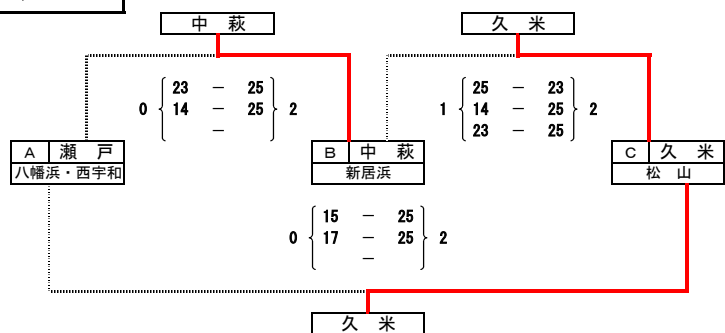 中 萩
久 米
23 － 25
0 14 － 25 2
－
25 － 23
1 14 － 25 2
23 － 25
A 瀬 戸
八幡浜・西宇和
B 中 萩
新居浜
C 久 米
松 山
15 － 25
0 17 － 25 2
－
久 米